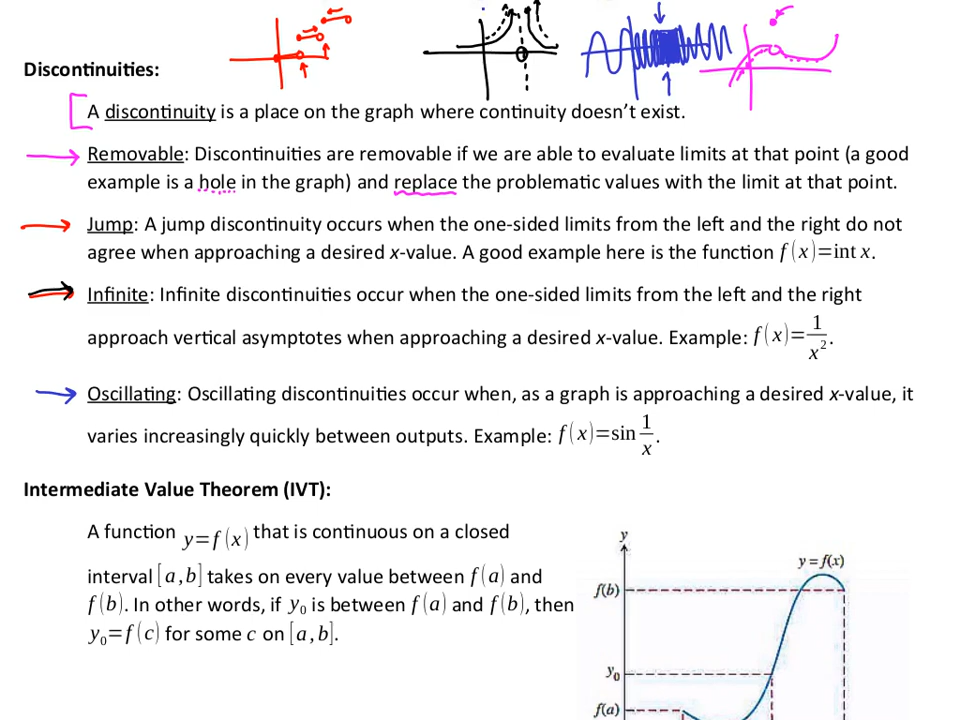 Discontinuities:
A discontinuity is a place on the graph where continuity doesn't exist.
Removable: Discontinuities are removable if we are able to evaluate limits at that point (a good
example is a hole in the graph) and replace the problematic values with the limit at that point.
Jump: A jump discontinuity occurs when the one-sided limits from the left and the right do not
agree when approaching a desired x-value. A good example here is the function f(x)=int x.
Infinite: Infinite discontinuities occur when the one-sided limits from the left and the right
approach vertical asymptotes when approaching a desired x-value. Example: f(x)=1/x².
Oscillating: Oscillating discontinuities occur when, as a graph is approaching a desired x-value, it
varies increasingly quickly between outputs. Example: f(x)=sin 1/x.
Intermediate Value Theorem (IVT):
A function y=f(x) that is continuous on a closed
interval [a,b] takes on every value between f(a) and
f(b). In other words, if y₀ is between f(a) and f(b), then
y₀=f(c) for some c on [a,b].
y
y=f(x)
f(b)
y₀
f(a)